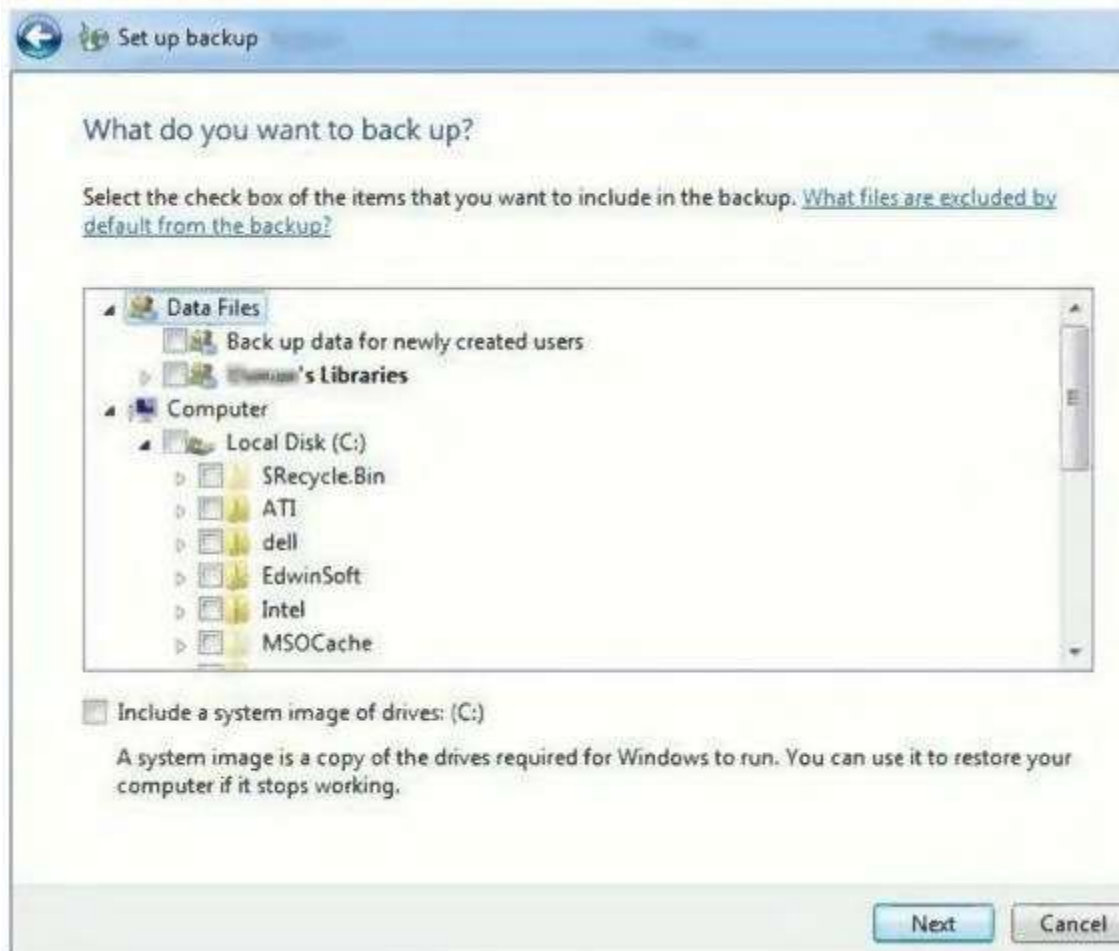 Set up backup
What do you want to back up?
Select the check box of the items that you want to include in the backup. What files are excluded by
default from the backup?
Data Files
Back up data for newly created users
's Libraries
Computer
Local Disk (C:)
SRecycle.Bin
ATI
dell
EdwinSoft
Intel
MSOCache
Include a system image of drives: (C:)
A system image is a copy of the drives required for Windows to run. You can use it to restore your
computer if it stops working.
Next Cancel